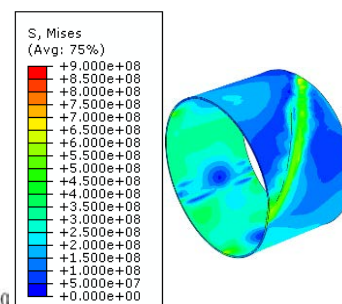 S, Mises
(Avg: 75%)
+9.000e+08
+8.500e+08
+8.000e+08
+7.500e+08
+7.000e+08
+6.500e+08
+6.000e+08
+5.500e+08
+5.000e+08
+4.500e+08
+4.000e+08
+3.500e+08
+3.000e+08
+2.500e+08
+2.000e+08
+1.500e+08
+1.000e+08
+5.000e+07
+0.000e+00